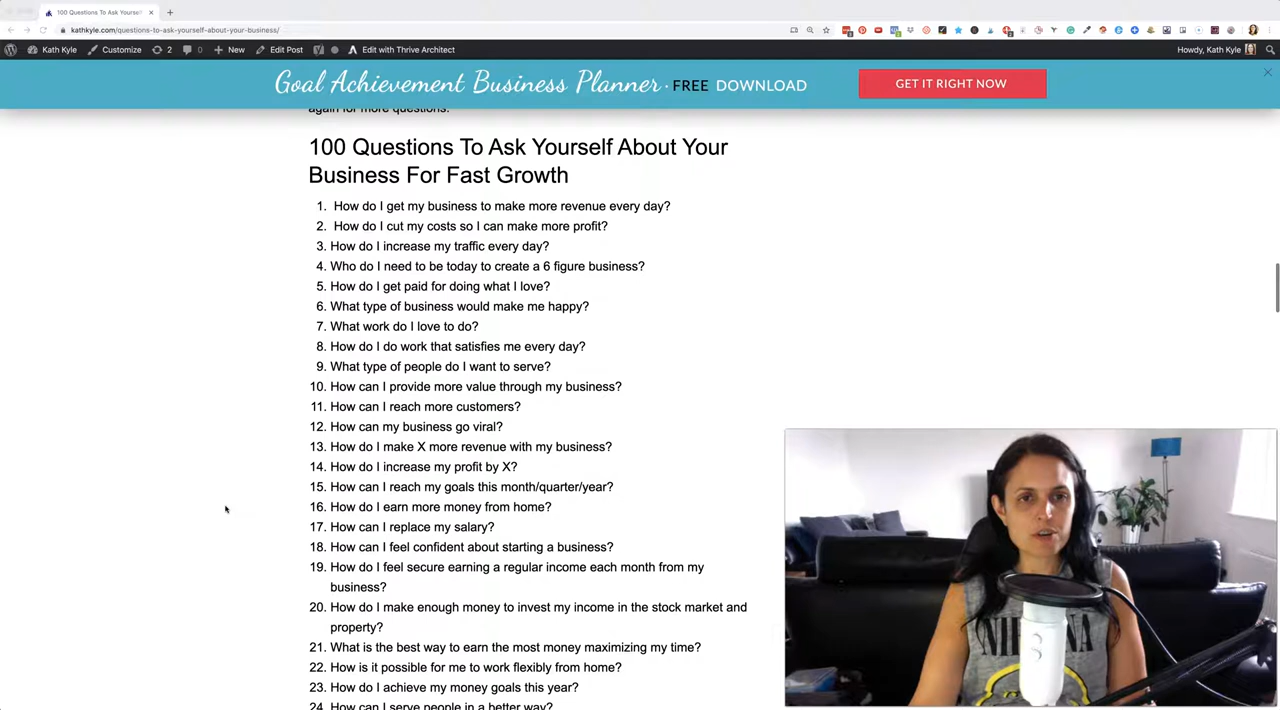 100 Questions To Ask Yourself
kathkyle.com/questions-to-ask-yourself-about-your-business/
Kath Kyle Customize 2 0 New Edit Post Edit with Thrive Architect Howdy, Kath Kyle
Goal Achievement Business Planner · FREE DOWNLOAD GET IT RIGHT NOW
again for more questions.
100 Questions To Ask Yourself About Your
Business For Fast Growth
1. How do I get my business to make more revenue every day?
2. How do I cut my costs so I can make more profit?
3. How do I increase my traffic every day?
4. Who do I need to be today to create a 6 figure business?
5. How do I get paid for doing what I love?
6. What type of business would make me happy?
7. What work do I love to do?
8. How do I do work that satisfies me every day?
9. What type of people do I want to serve?
10. How can I provide more value through my business?
11. How can I reach more customers?
12. How can my business go viral?
13. How do I make X more revenue with my business?
14. How do I increase my profit by X?
15. How can I reach my goals this month/quarter/year?
16. How do I earn more money from home?
17. How can I replace my salary?
18. How can I feel confident about starting a business?
19. How do I feel secure earning a regular income each month from my
business?
20. How do I make enough money to invest my income in the stock market and
property?
21. What is the best way to earn the most money maximizing my time?
22. How is it possible for me to work flexibly from home?
23. How do I achieve my money goals this year?
24. How can I serve people in a better way?